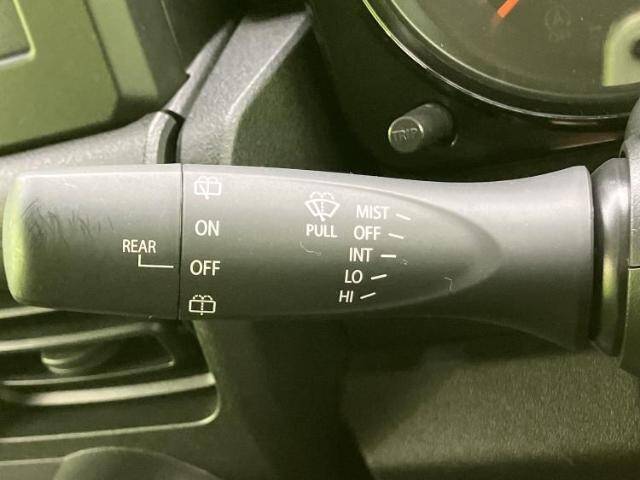 TRIP
ON
REAR
OFF
PULL
MIST
OFF
INT
LO
HI